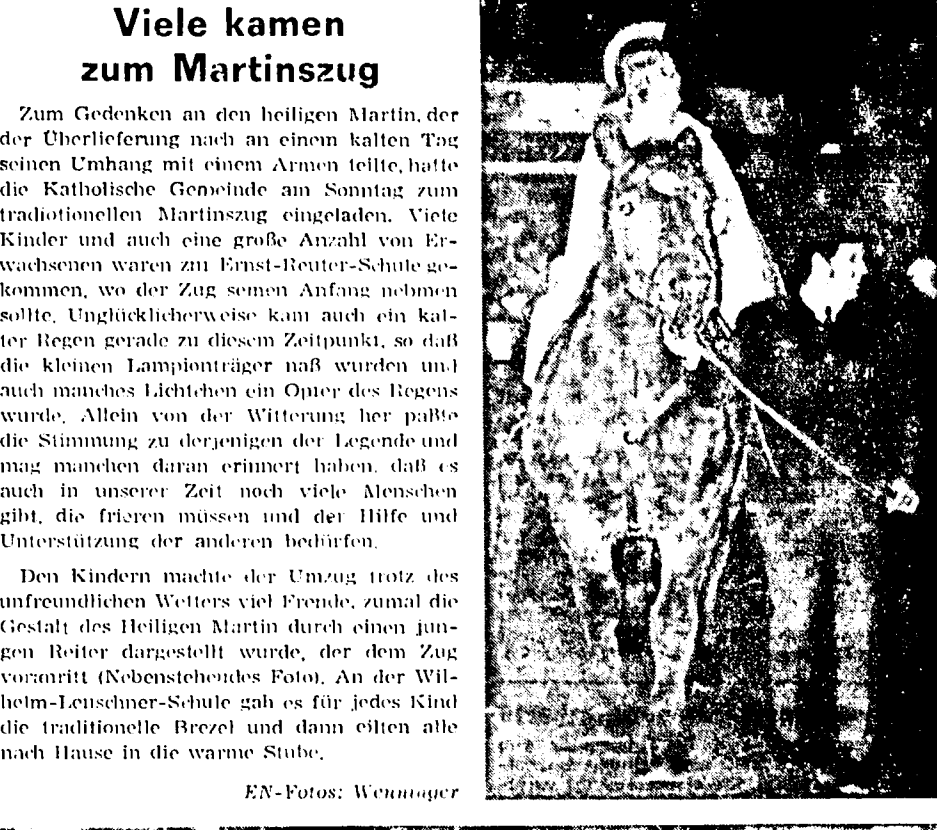 Viele kamen
zum Martinszug
Zum Gedenken an den heiligen Martin, der
der Überlieferung nach an einem kalten Tag
seinen Umhang mit einem Armen teilte, hatte
die Katholische Gemeinde am Sonntag zum
tradiotionellen Martinszug eingeladen. Viele
Kinder und auch eine große Anzahl von Er-
wachsenen waren zur Ernst-Reuter-Schule ge-
kommen, wo der Zug seinen Anfang nehmen
sollte. Unglücklicherweise kam auch ein kal-
ter Regen gerade zu diesem Zeitpunkt, so daß
die kleinen Lampionträger naß wurden und
auch manches Lichtchen ein Opfer des Regens
wurde. Allein von der Witterung her paßte
die Stimmung zu derjenigen der Legende und
mag manchen daran erinnert haben, daß es
auch in unserer Zeit noch viele Menschen
gibt, die frieren müssen und der Hilfe und
Unterstützung der anderen bedürfen.
Den Kindern machte der Umzug trotz des
unfreundlichen Wetters viel Freude, zumal die
Gestalt des Heiligen Martin durch einen jun-
gen Reiter dargestellt wurde, der dem Zug
voranritt (Nebenstehendes Foto). An der Wil-
helm-Leuschner-Schule gab es für jedes Kind
die traditionelle Brezel und dann eilten alle
nach Hause in die warme Stube.
EN-Fotos: